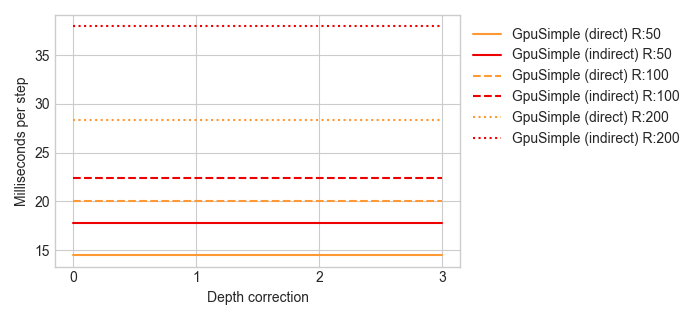 35
30
25
20
15
0 1 2 3
Milliseconds per step
Depth correction
GpuSimple (direct) R:50
GpuSimple (indirect) R:50
GpuSimple (direct) R:100
GpuSimple (indirect) R:100
GpuSimple (direct) R:200
GpuSimple (indirect) R:200